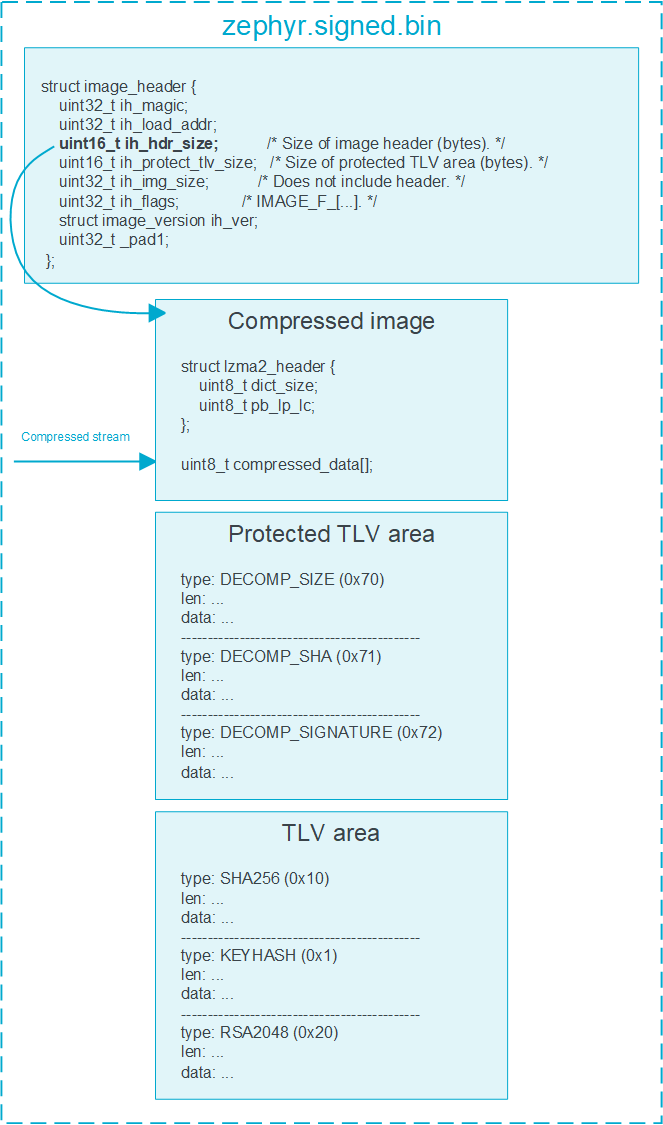 zephyr.signed.bin
struct image_header {
uint32_t ih_magic;
uint32_t ih_load_addr;
uint16_t ih_hdr_size; /* Size of image header (bytes). */
uint16_t ih_protect_tlv_size; /* Size of protected TLV area (bytes). */
uint32_t ih_img_size; /* Does not include header. */
uint32_t ih_flags; /* IMAGE_F_[...]. */
struct image_version ih_ver;
uint32_t _pad1;
};
Compressed image
struct lzma2_header {
uint8_t dict_size;
uint8_t pb_lp_lc;
};
Compressed stream
uint8_t compressed_data[];
Protected TLV area
type: DECOMP_SIZE (0x70)
len: ...
data: ...
---------------------------------------------
type: DECOMP_SHA (0x71)
len: ...
data: ...
---------------------------------------------
type: DECOMP_SIGNATURE (0x72)
len: ...
data: ...
TLV area
type: SHA256 (0x10)
len: ...
data: ...
---------------------------------------------
type: KEYHASH (0x1)
len: ...
data: ...
---------------------------------------------
type: RSA2048 (0x20)
len: ...
data: ...